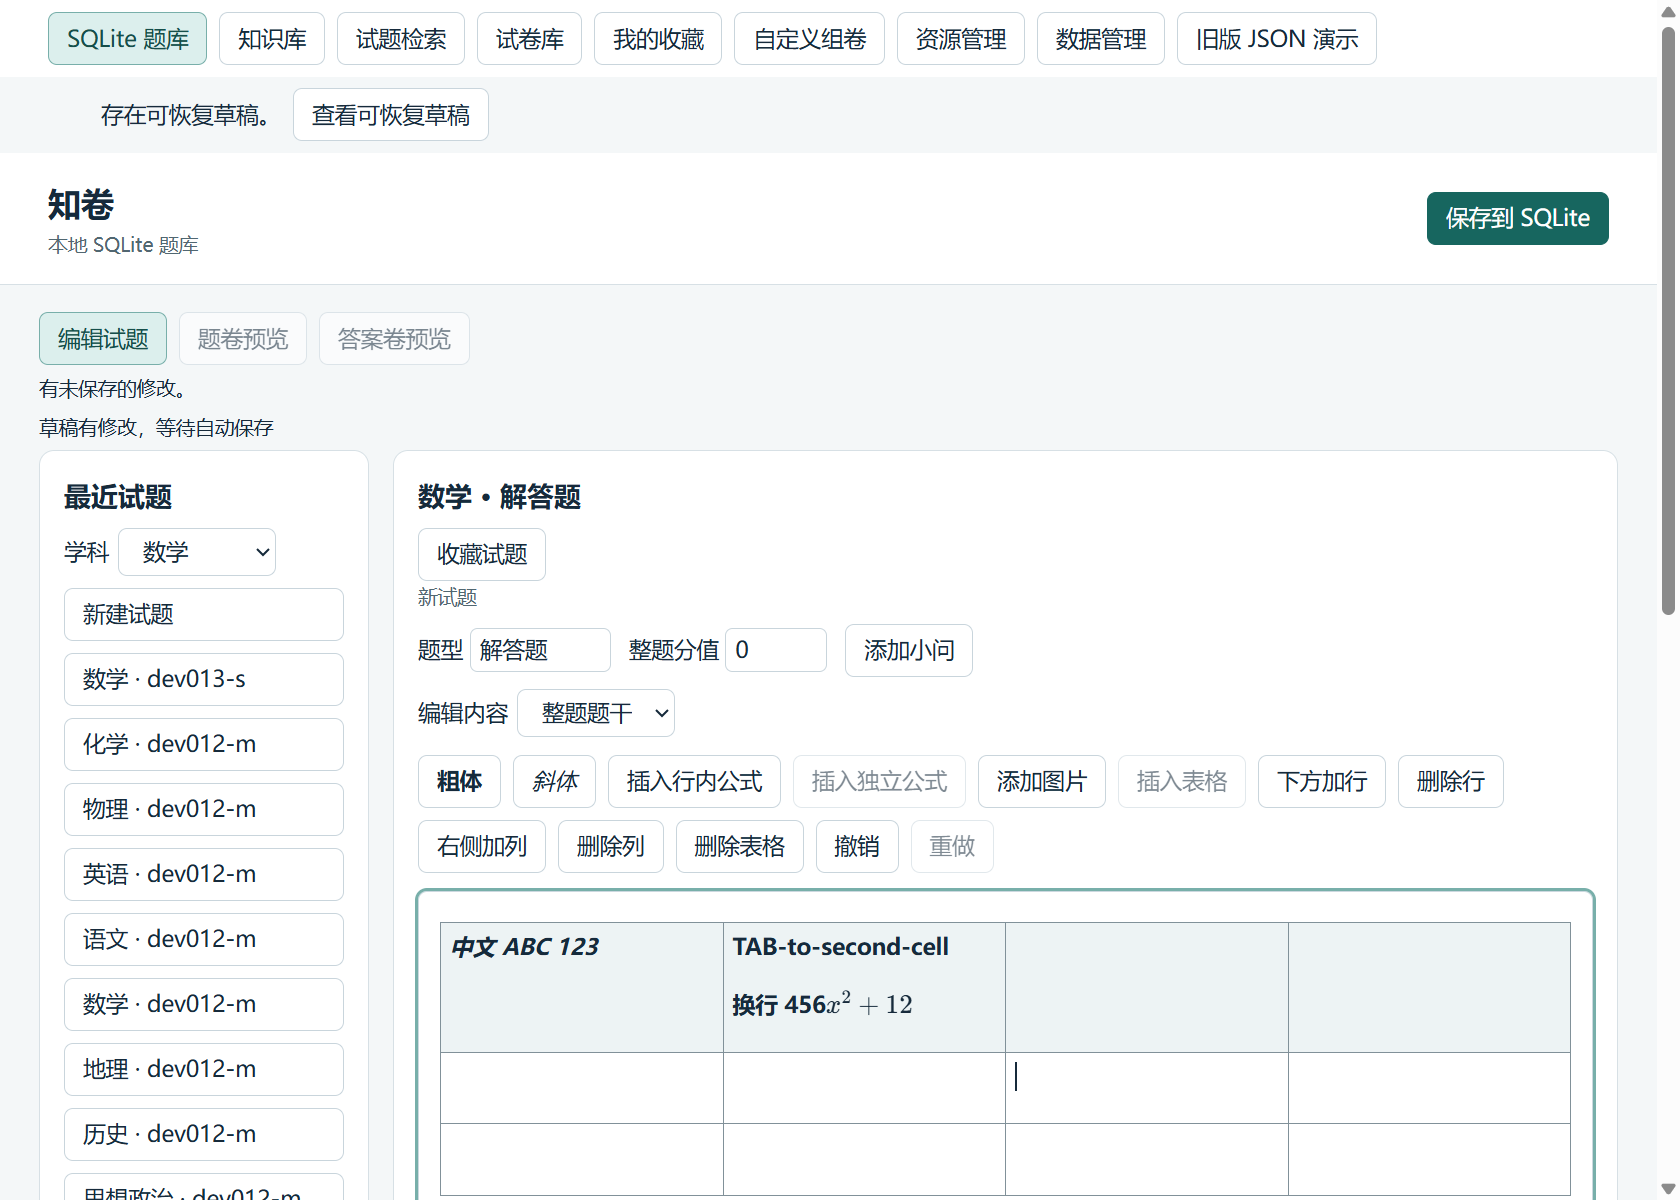 SQLite 题库 知识库 试题检索 试卷库 我的收藏 自定义组卷 资源管理 数据管理 旧版 JSON 演示
存在可恢复草稿。 查看可恢复草稿
知卷
本地 SQLite 题库
保存到 SQLite
编辑试题 题卷预览 答案卷预览
有未保存的修改。
草稿有修改，等待自动保存
最近试题
学科 数学
新建试题
数学 · dev013-s
化学 · dev012-m
物理 · dev012-m
英语 · dev012-m
语文 · dev012-m
数学 · dev012-m
地理 · dev012-m
历史 · dev012-m
思想政治 · dev012-m
数学 · 解答题
收藏试题
新试题
题型 解答题 整题分值 0 添加小问
编辑内容 整题题干
粗体 斜体 插入行内公式 插入独立公式 添加图片 插入表格 下方加行 删除行
右侧加列 删除列 删除表格 撤销 重做
中文 ABC 123 TAB-to-second-cell
换行 456x² + 12